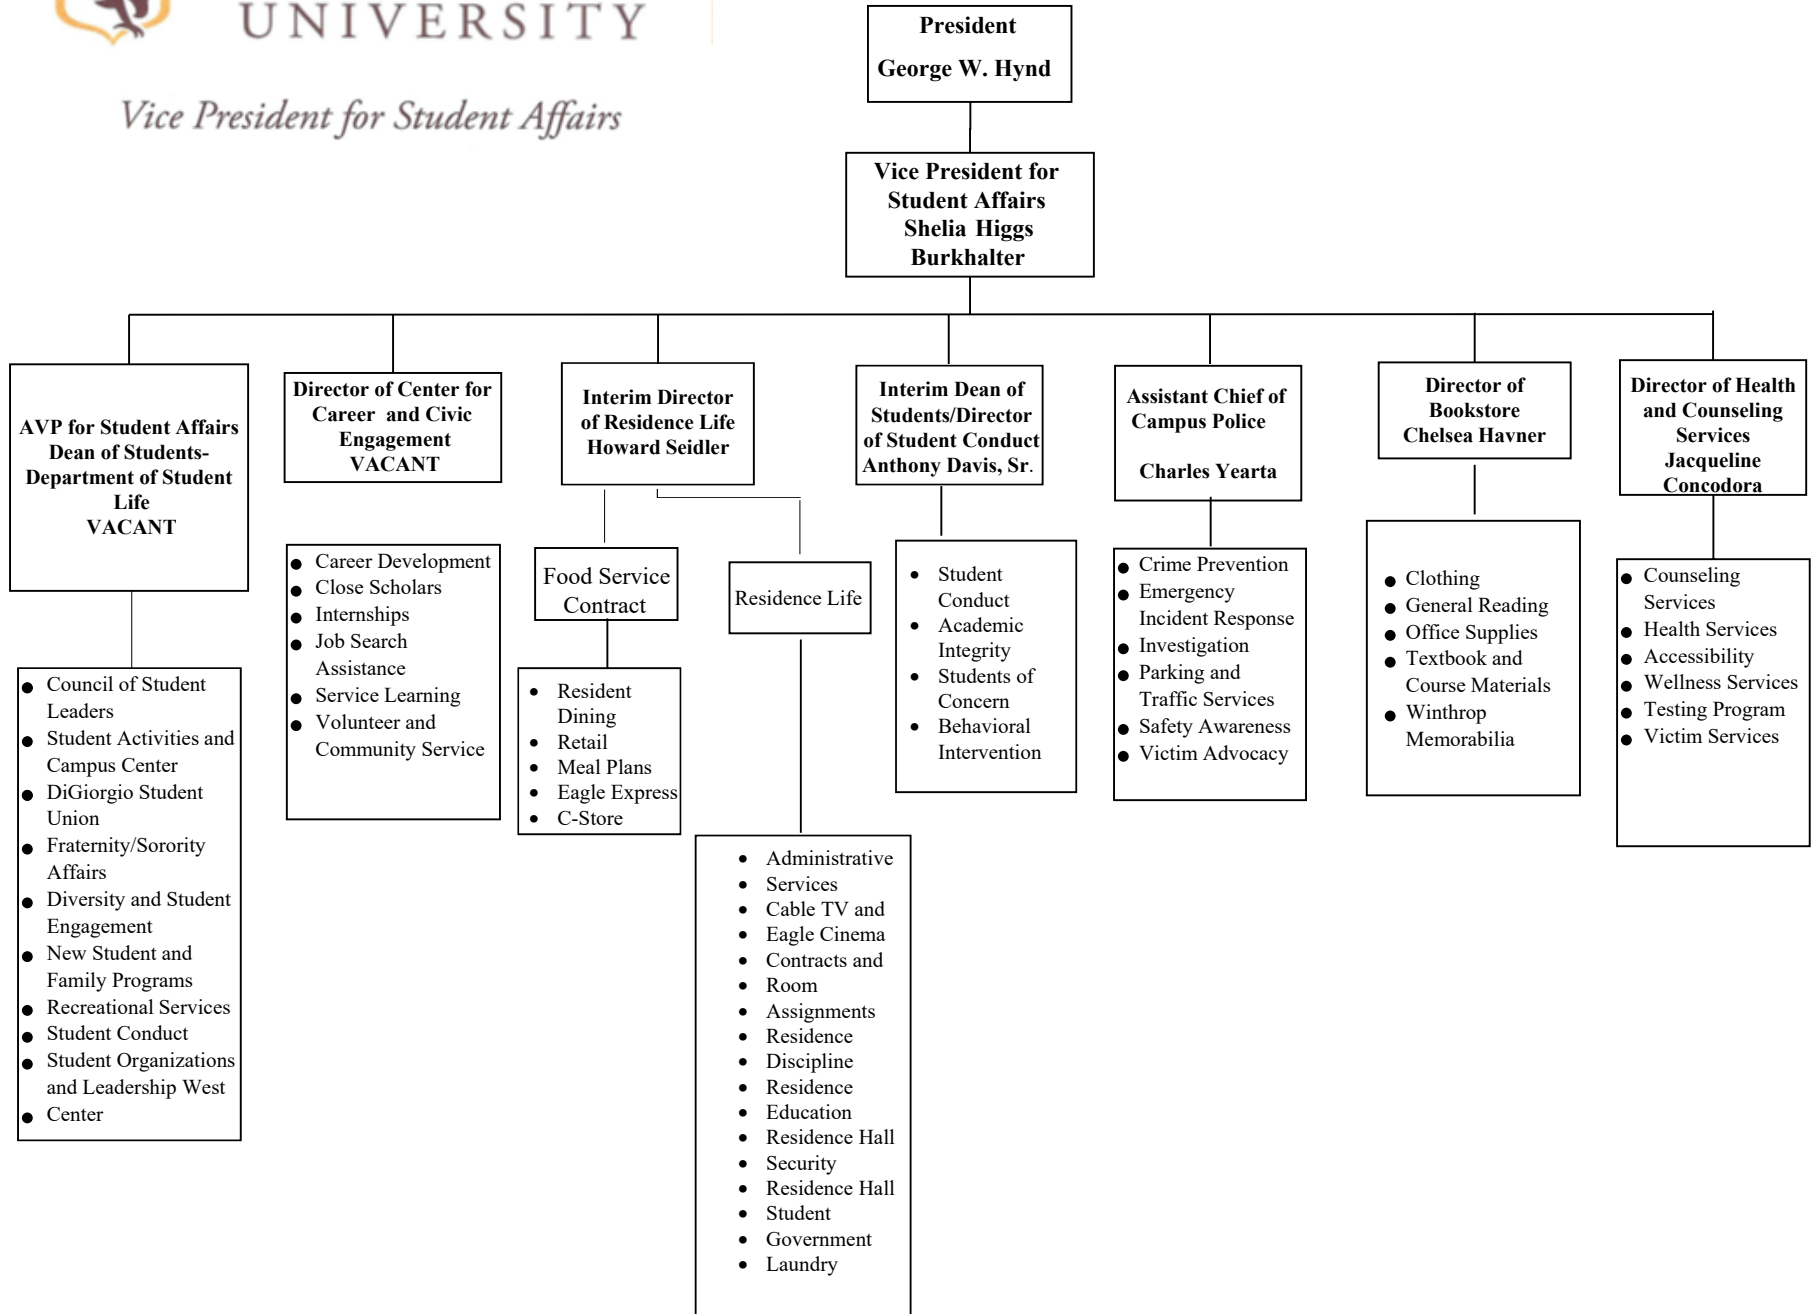 UNIVERSITY
Vice President for Student Affairs
President
George W. Hynd
Vice President for
Student Affairs
Shelia Higgs
Burkhalter
AVP for Student Affairs
Dean of Students-
Department of Student
Life
VACANT
● Council of Student
Leaders
● Student Activities and
Campus Center
● DiGiorgio Student
Union
● Fraternity/Sorority
Affairs
● Diversity and Student
Engagement
● New Student and
Family Programs
● Recreational Services
● Student Conduct
● Student Organizations
and Leadership West
● Center
Director of Center for
Career and Civic
Engagement
VACANT
● Career Development
● Close Scholars
● Internships
● Job Search
Assistance
● Service Learning
● Volunteer and
Community Service
Interim Director
of Residence Life
Howard Seidler
Food Service
Contract
• Resident
Dining
• Retail
• Meal Plans
• Eagle Express
• C-Store
Residence Life
• Administrative
• Services
• Cable TV and
• Eagle Cinema
• Contracts and
• Room
• Assignments
• Residence
• Discipline
• Residence
• Education
• Residence Hall
• Security
• Residence Hall
• Student
• Government
• Laundry
Interim Dean of
Students/Director
of Student Conduct
Anthony Davis, Sr.
• Student
Conduct
• Academic
Integrity
• Students of
Concern
• Behavioral
Intervention
Assistant Chief of
Campus Police
Charles Yearta
● Crime Prevention
● Emergency
Incident Response
● Investigation
● Parking and
Traffic Services
● Safety Awareness
● Victim Advocacy
Director of
Bookstore
Chelsea Havner
● Clothing
● General Reading
● Office Supplies
● Textbook and
Course Materials
● Winthrop
Memorabilia
Director of Health
and Counseling
Services
Jacqueline
Concodora
● Counseling
Services
● Health Services
● Accessibility
● Wellness Services
● Testing Program
● Victim Services